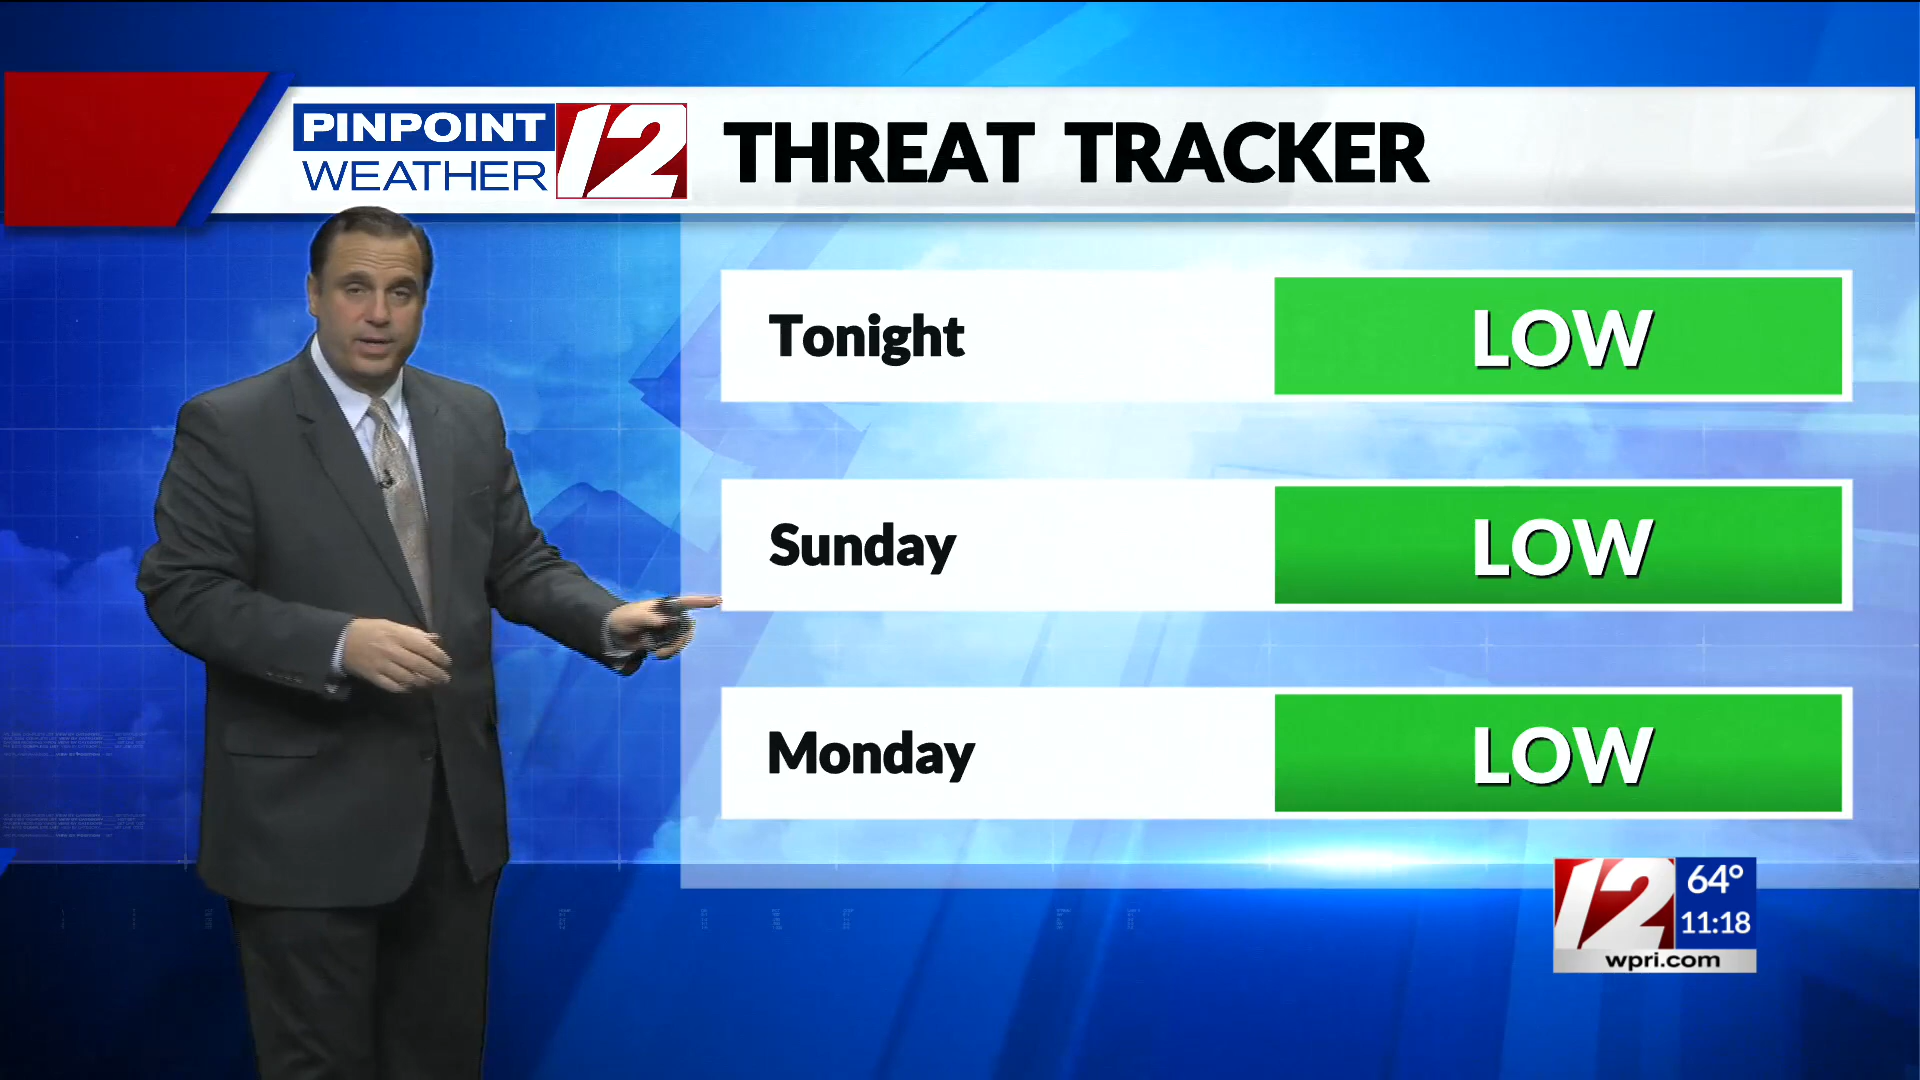 PINPOINT
WEATHER 12
THREAT TRACKER
Tonight LOW
Sunday LOW
Monday LOW
12 64°
11:18
wpri.com